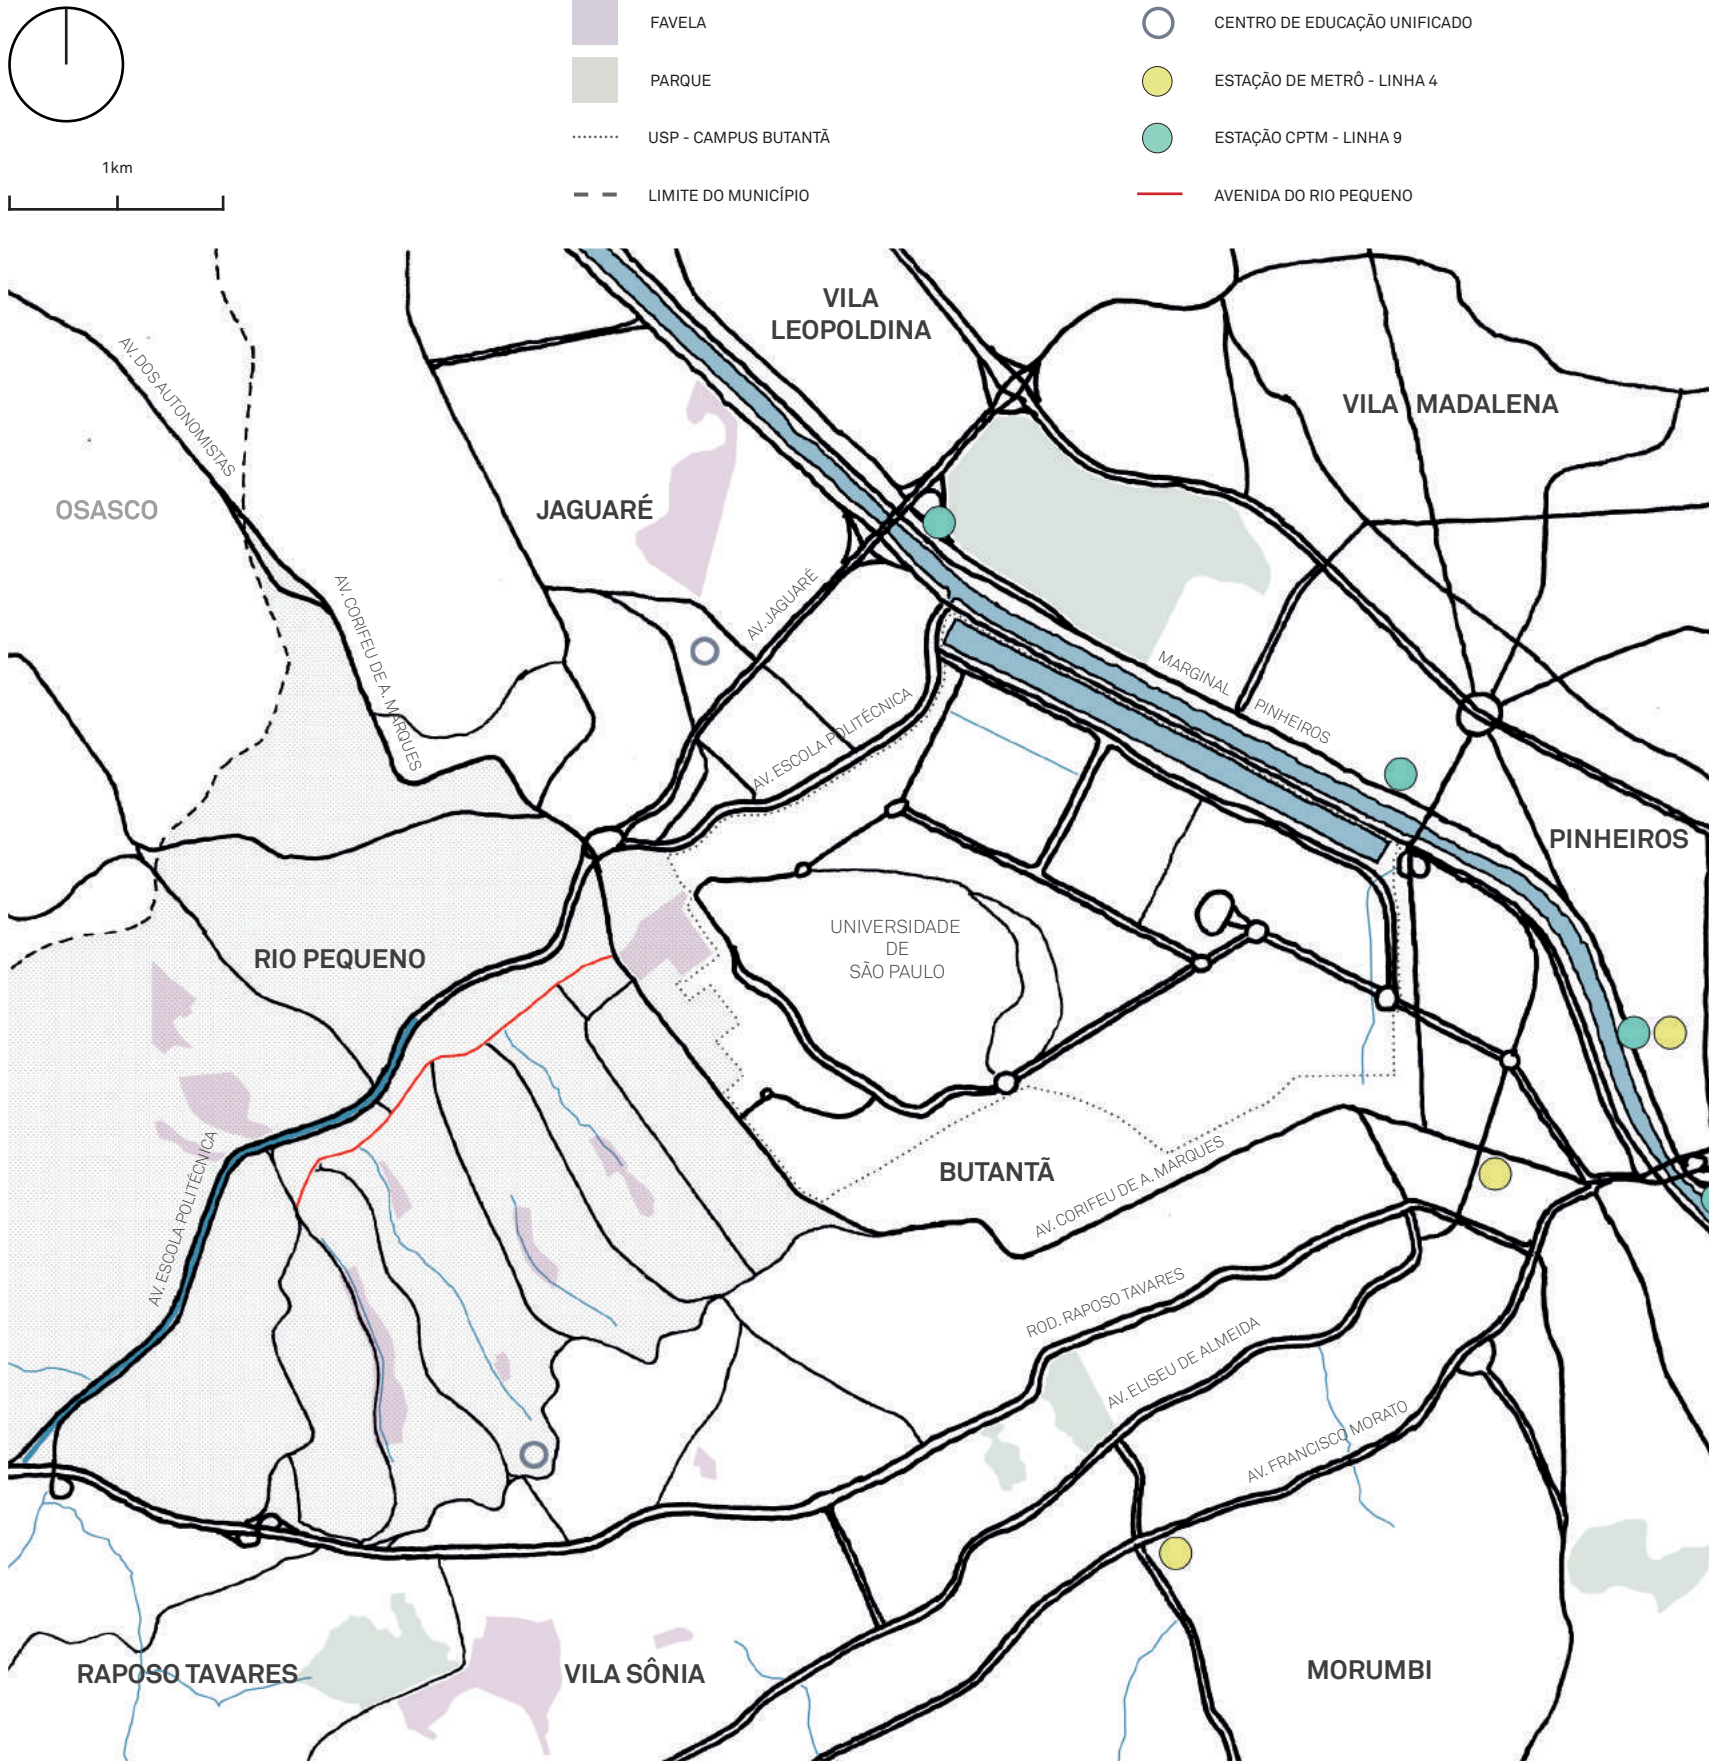 FAVELA
CENTRO DE EDUCAÇÃO UNIFICADO
PARQUE
ESTAÇÃO DE METRÔ - LINHA 4
USP - CAMPUS BUTANTÃ
ESTAÇÃO CPTM - LINHA 9
1km
LIMITE DO MUNICÍPIO
AVENIDA DO RIO PEQUENO
VILA
LEOPOLDINA
AV. DOS AUTONOMISTAS
VILA MADALENA
OSASCO
JAGUARÉ
AV. JAGUARÉ
AV. CORIFEU DE A. MARQUES
MARGINAL PINHEIROS
AV. ESCOLA POLITÉCNICA
PINHEIROS
UNIVERSIDADE
DE
SÃO PAULO
RIO PEQUENO
BUTANTÃ
AV. CORIFEU DE A. MARQUES
AV. ESCOLA POLITÉCNICA
ROD. RAPOSO TAVARES
AV. ELISEU DE ALMEIDA
AV. FRANCISCO MORATO
RAPOSO TAVARES
VILA SÔNIA
MORUMBI